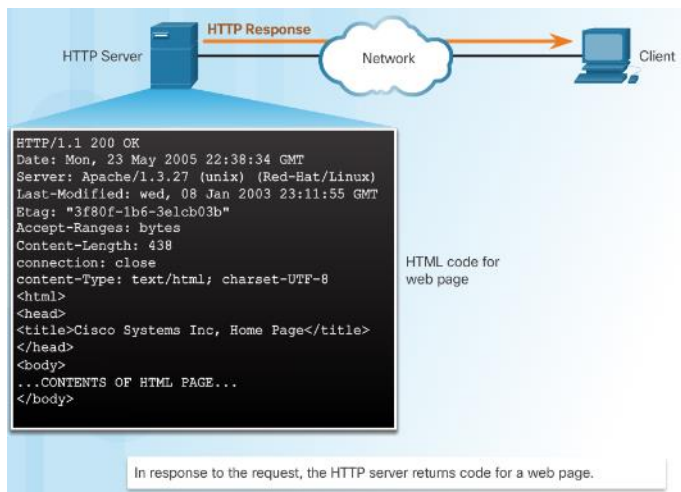 HTTP Response
HTTP Server
Network
Client
HTTP/1.1 200 OK
Date: Mon, 23 May 2005 22:38:34 GMT
Server: Apache/1.3.27 (unix) (Red-Hat/Linux)
Last-Modified: wed, 08 Jan 2003 23:11:55 GMT
Etag: "3f80f-1b6-3elcb03b"
Accept-Ranges: bytes
Content-Length: 438
connection: close
content-Type: text/html; charset-UTF-8
<html>
<head>
<title>Cisco Systems Inc, Home Page</title>
</head>
<body>
...CONTENTS OF HTML PAGE...
</body>
HTML code for
web page
In response to the request, the HTTP server returns code for a web page.